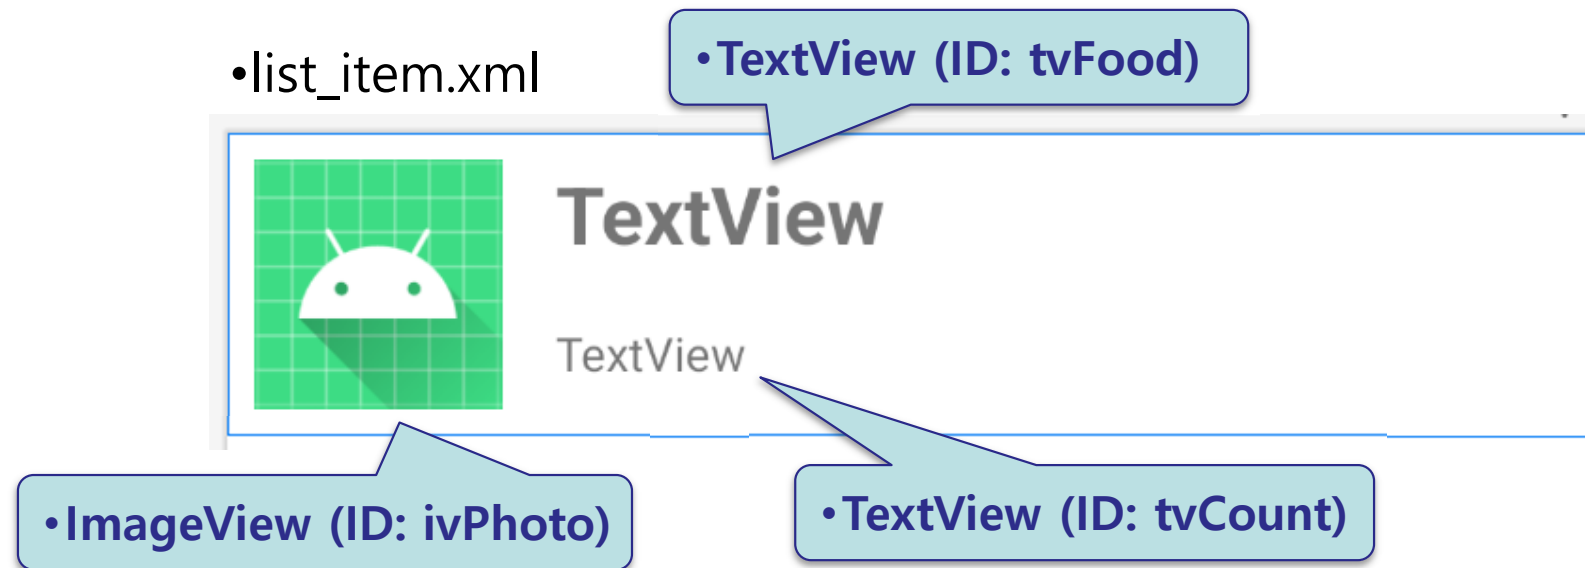 •list_item.xml
•TextView (ID: tvFood)
TextView
TextView
•ImageView (ID: ivPhoto)
•TextView (ID: tvCount)